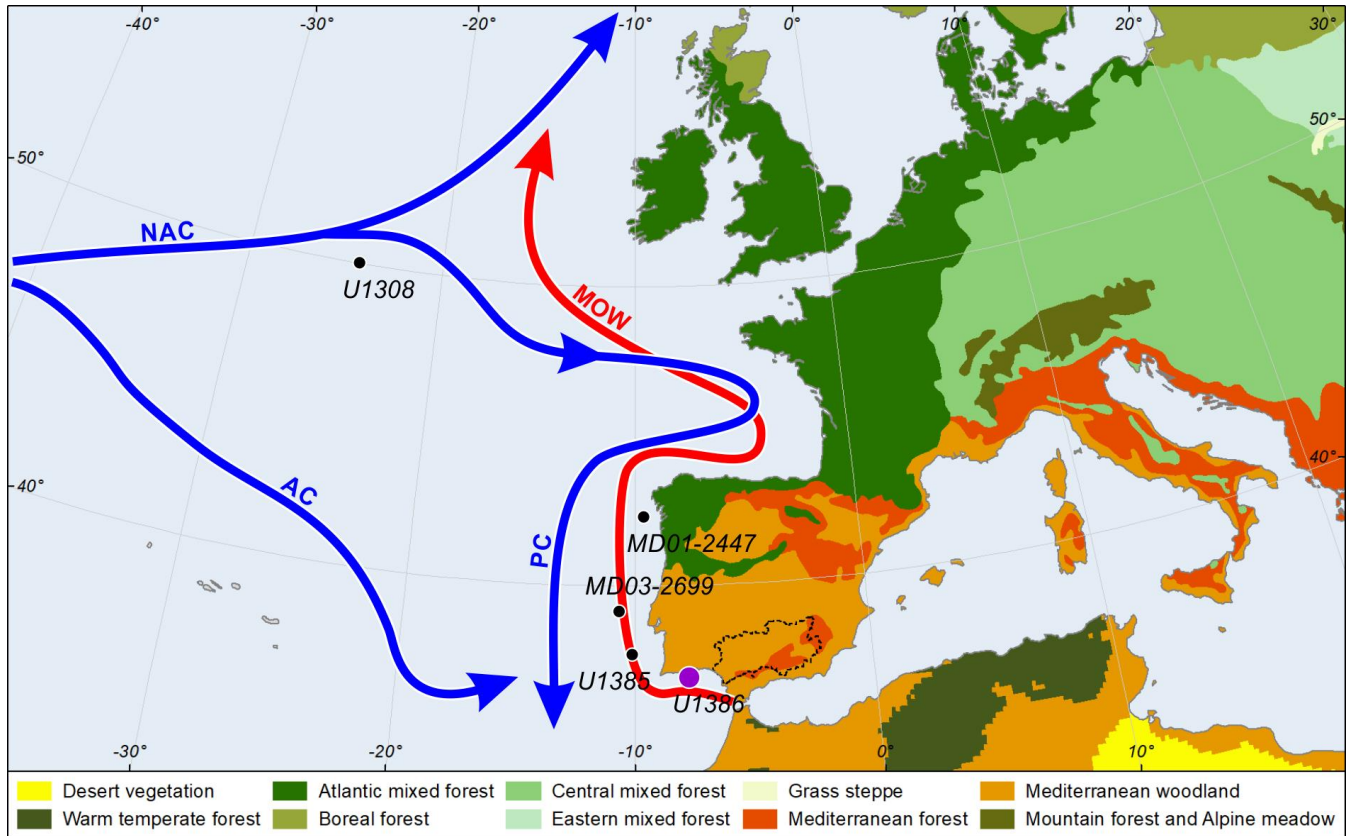 -40°
-30°
-20°
-10°
0°
10°
20°
30°
50°
50°
NAC
U1308
MOW
40°
40°
AC
PC
MD01-2447
MD03-2699
U1385
U1386
-30°
-20°
-10°
0°
10°
Desert vegetation
Atlantic mixed forest
Central mixed forest
Grass steppe
Mediterranean woodland
Warm temperate forest
Boreal forest
Eastern mixed forest
Mediterranean forest
Mountain forest and Alpine meadow